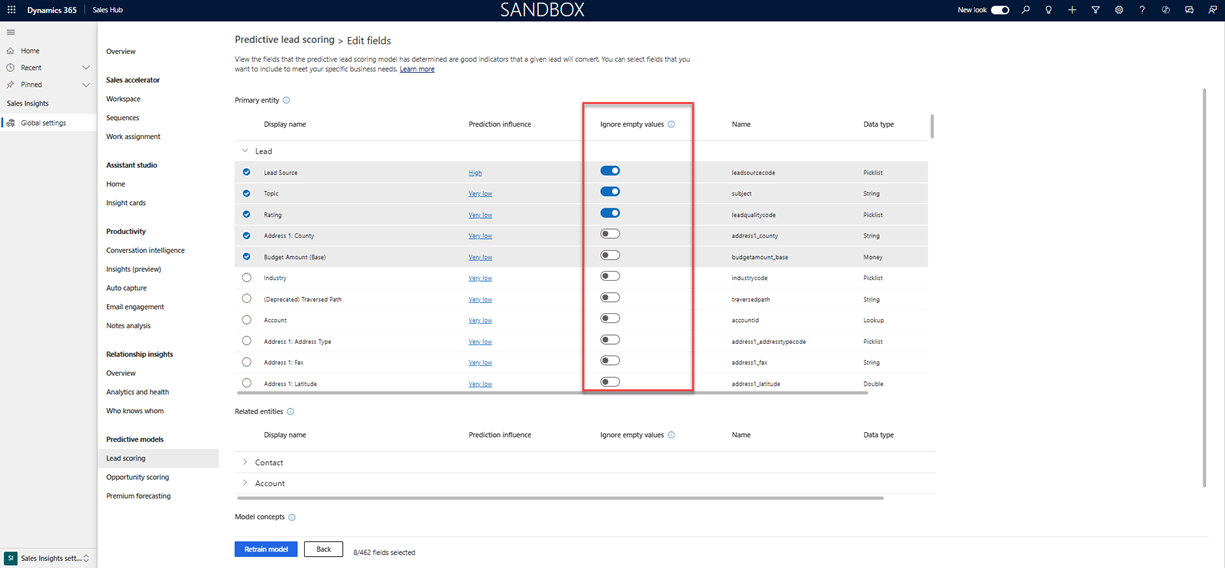 Dynamics 365 Sales Hub SANDBOX New look
Home
Recent
Pinned
Sales Insights
Global settings
SI Sales Insights sett...
Overview
Sales accelerator
Workspace
Sequences
Work assignment
Assistant studio
Home
Insight cards
Productivity
Conversation intelligence
Insights (preview)
Auto capture
Email engagement
Notes analysis
Relationship insights
Overview
Analytics and health
Who knows whom
Predictive models
Lead scoring
Opportunity scoring
Premium forecasting
Predictive lead scoring > Edit fields
View the fields that the predictive lead scoring model has determined are good indicators that a given lead will convert. You can select fields that you
want to include to meet your specific business needs. Learn more
Primary entity
Display name Prediction influence Ignore empty values Name Data type
Lead
Lead Source High leadsourcecode Picklist
Topic Very low subject String
Rating Very low leadqualitycode Picklist
Address 1: County Very low address1_county String
Budget Amount (Base) Very low budgetamount_base Money
Industry Very low industrycode Picklist
(Deprecated) Traversed Path Very low traversedpath String
Account Very low accountid Lookup
Address 1: Address Type Very low address1_addresstypecode Picklist
Address 1: Fax Very low address1_fax String
Address 1: Latitude Very low address1_latitude Double
Related entities
Display name Prediction influence Ignore empty values Name Data type
Contact
Account
Model concepts
Retrain model Back 8/462 fields selected